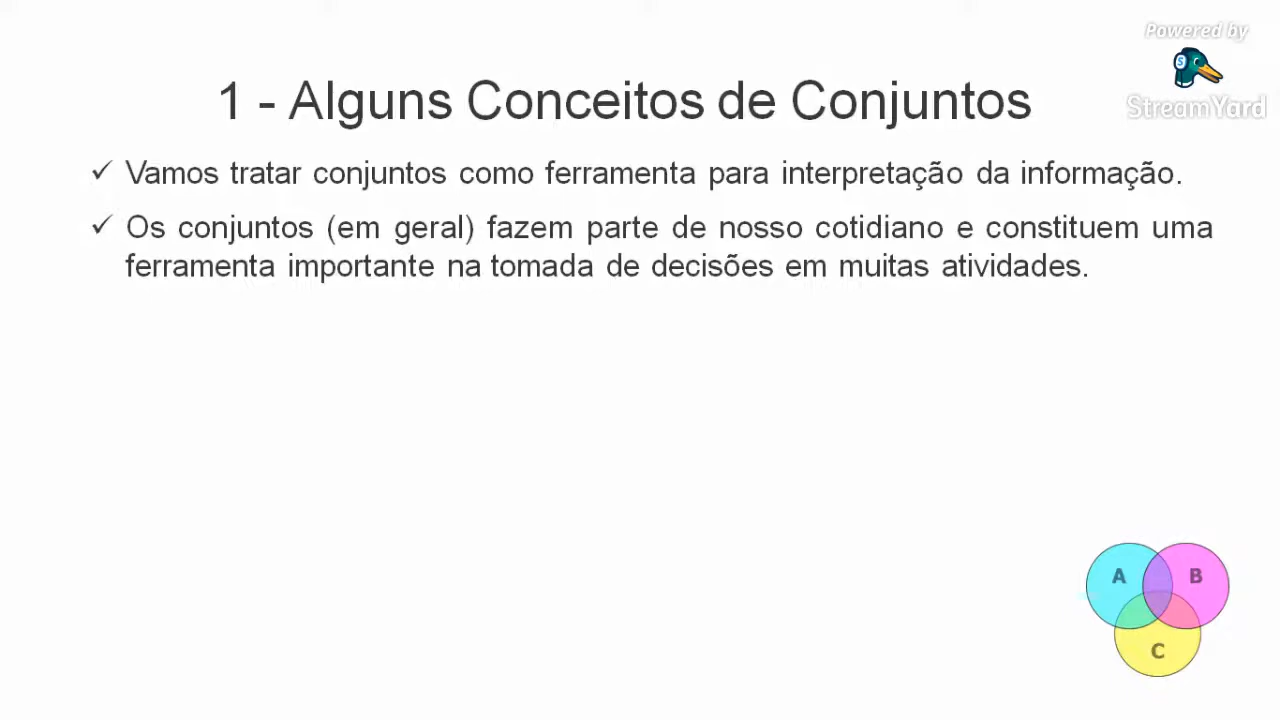 Powered by
StreamYard
1 - Alguns Conceitos de Conjuntos
✓ Vamos tratar conjuntos como ferramenta para interpretação da informação.
✓ Os conjuntos (em geral) fazem parte de nosso cotidiano e constituem uma
ferramenta importante na tomada de decisões em muitas atividades.
A
B
C